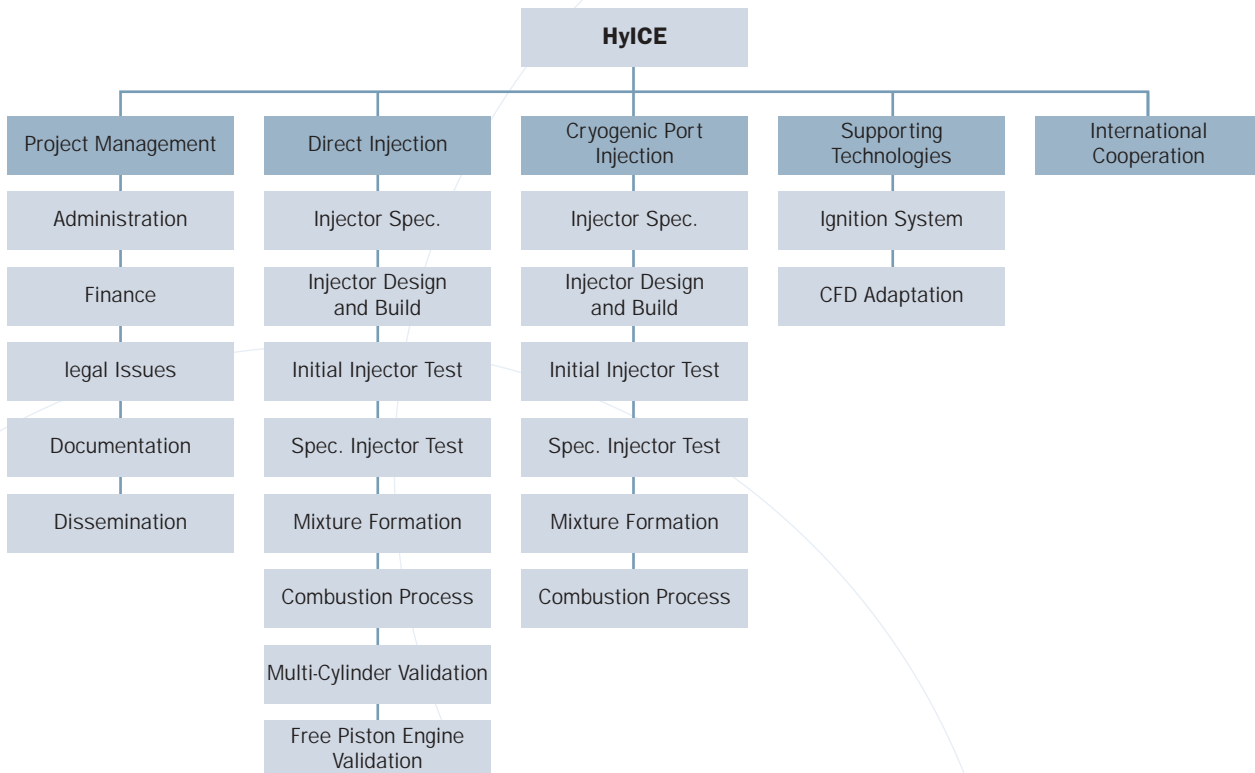 HyICE
Project Management
Direct Injection
Cryogenic Port
Injection
Supporting
Technologies
International
Cooperation
Administration
Injector Spec.
Injector Spec.
Ignition System
Finance
Injector Design
and Build
Injector Design
and Build
CFD Adaptation
legal Issues
Initial Injector Test
Initial Injector Test
Documentation
Spec. Injector Test
Spec. Injector Test
Dissemination
Mixture Formation
Mixture Formation
Combustion Process
Combustion Process
Multi-Cylinder Validation
Free Piston Engine
Validation